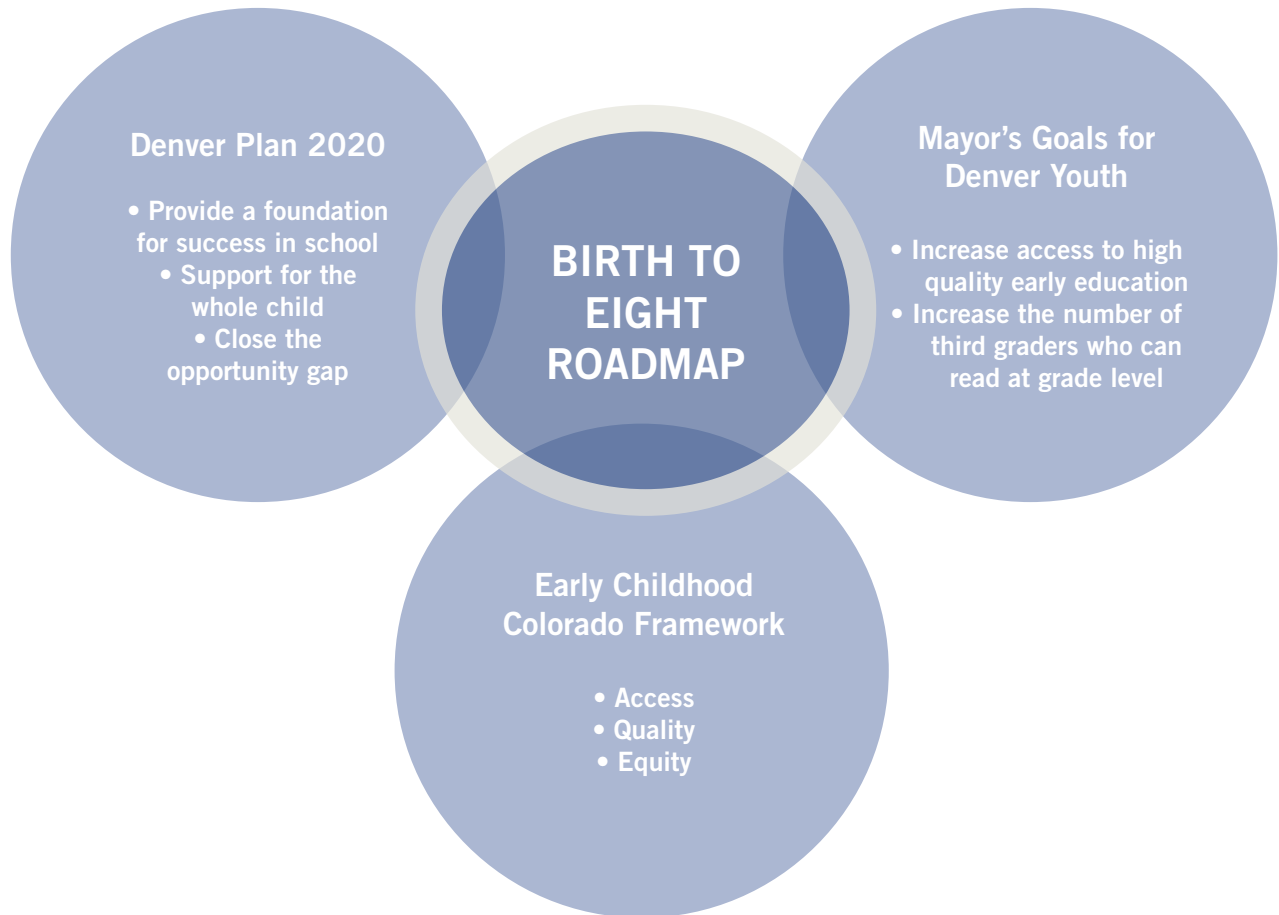 Denver Plan 2020
• Provide a foundation
for success in school
• Support for the
whole child
• Close the
opportunity gap
BIRTH TO
EIGHT
ROADMAP
Mayor’s Goals for
Denver Youth
• Increase access to high
quality early education
• Increase the number of
third graders who can
read at grade level
Early Childhood
Colorado Framework
• Access
• Quality
• Equity